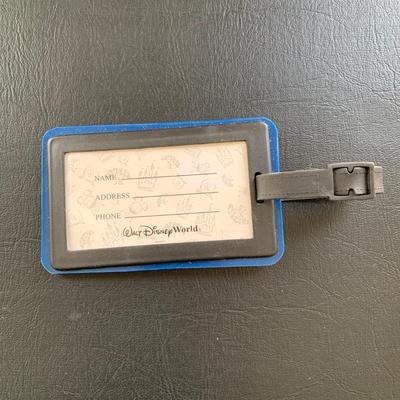 NAME
ADDRESS
PHONE
Walt Disney World